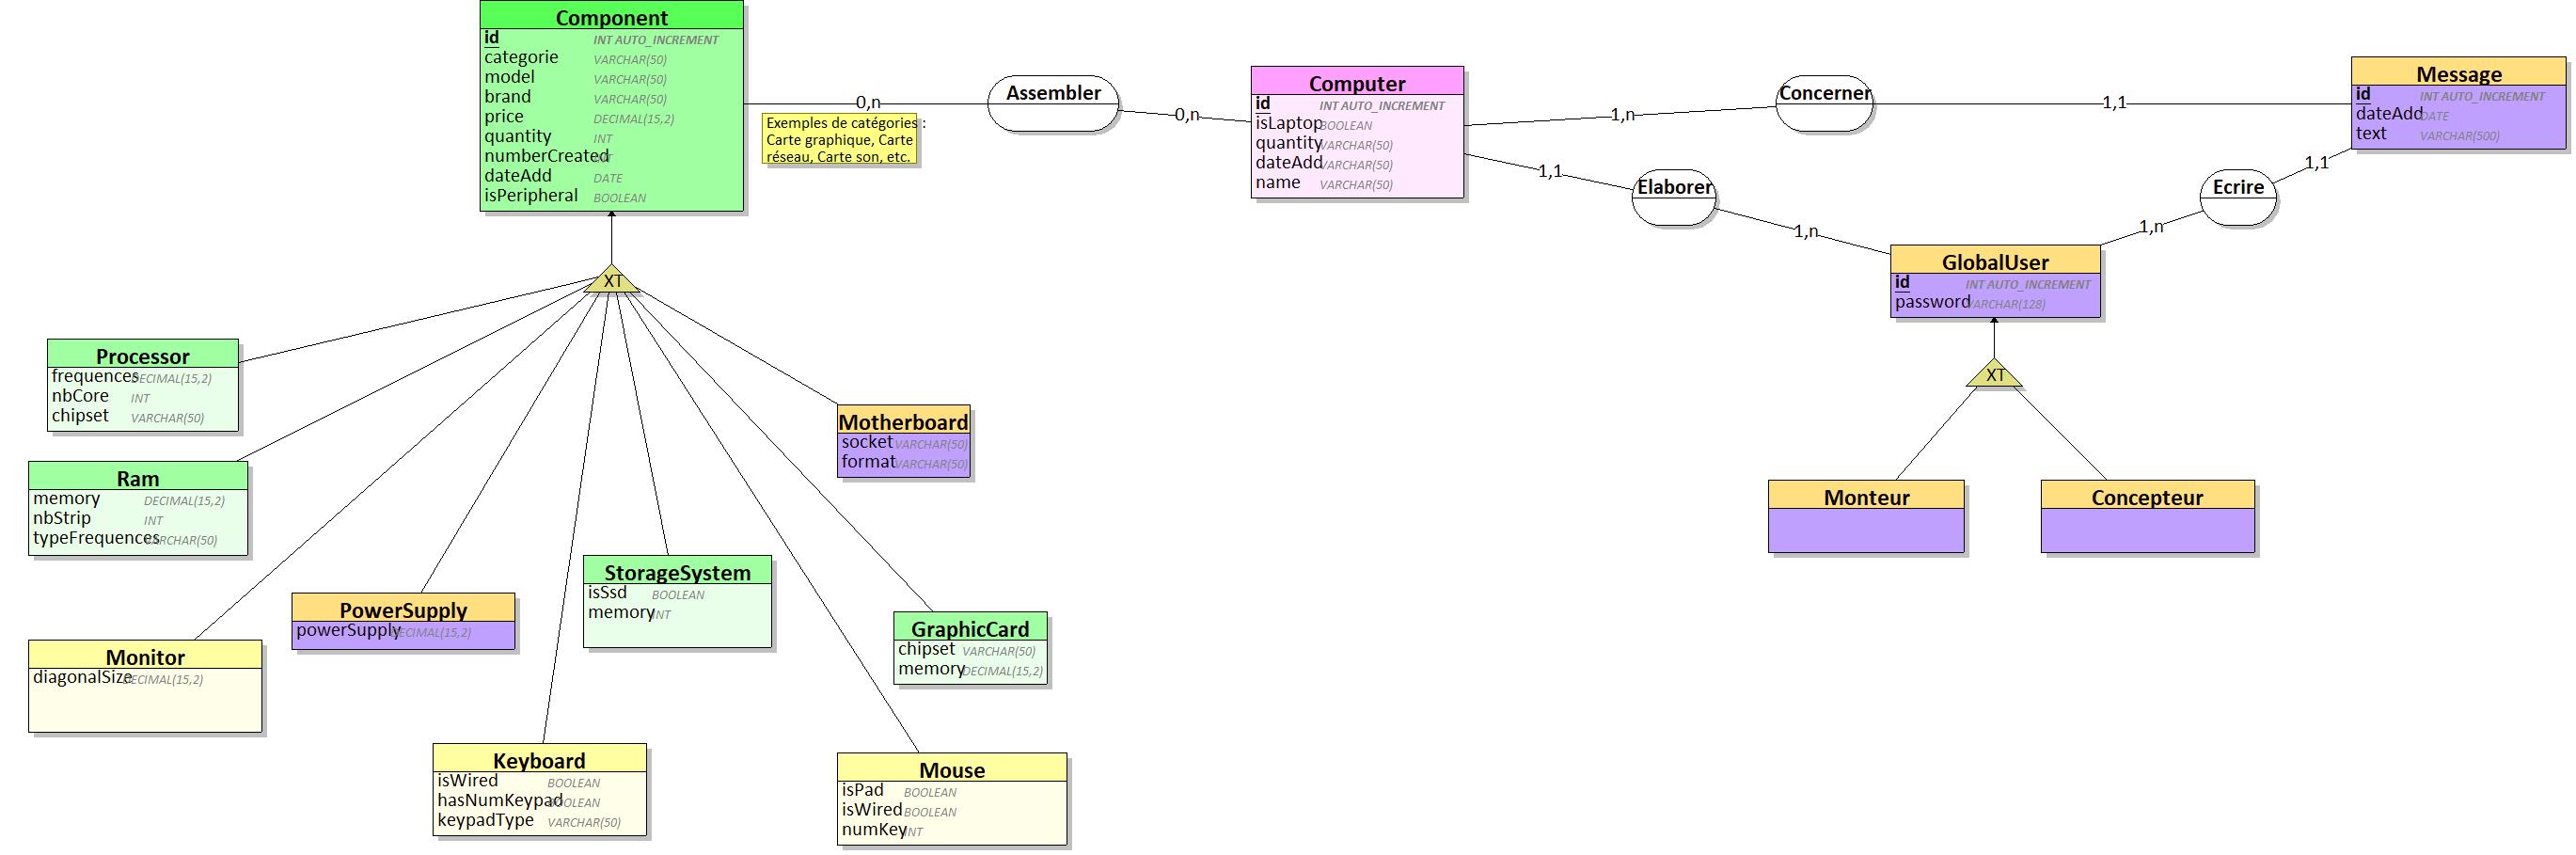 Component
id INT AUTO_INCREMENT
categorie VARCHAR(50)
model VARCHAR(50)
brand VARCHAR(50)
price DECIMAL(15,2)
quantity INT
numberCreated INT
dateAdd DATE
isPeripheral BOOLEAN
0,n
Exemples de catégories :
Carte graphique, Carte
réseau, Carte son, etc.
Assembler
0,n
Computer
id INT AUTO_INCREMENT
isLaptop BOOLEAN
quantity VARCHAR(50)
dateAdd VARCHAR(50)
name VARCHAR(50)
1,n
Concerner
1,1
Message
id INT AUTO_INCREMENT
dateAdd DATE
text VARCHAR(500)
1,1
Elaborer
1,n
1,1
Ecrire
1,n
GlobalUser
id INT AUTO_INCREMENT
password VARCHAR(128)
XT
Monteur
Concepteur
XT
Processor
frequences DECIMAL(15,2)
nbCore INT
chipset VARCHAR(50)
Motherboard
socket VARCHAR(50)
format VARCHAR(50)
Ram
memory DECIMAL(15,2)
nbStrip INT
typeFrequences VARCHAR(50)
StorageSystem
isSsd BOOLEAN
memory INT
PowerSupply
powerSupply DECIMAL(15,2)
GraphicCard
chipset VARCHAR(50)
memory DECIMAL(15,2)
Monitor
diagonalSize DECIMAL(15,2)
Keyboard
isWired BOOLEAN
hasNumKeypad BOOLEAN
keypadType VARCHAR(50)
Mouse
isPad BOOLEAN
isWired BOOLEAN
numKey INT